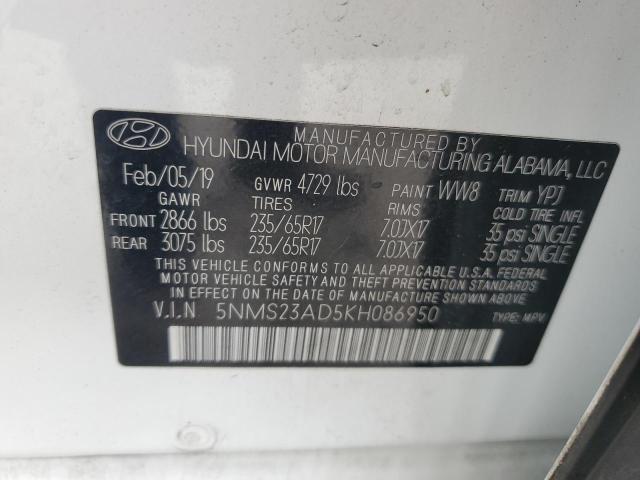 MANUFACTURED BY
HYUNDAI MOTOR MANUFACTURING ALABAMA, LLC
Feb/05/19 GVWR 4729 lbs PAINT WW8 TRIM YPJ
GAWR TIRES RIMS COLD TIRE INFL
FRONT 2866 lbs 235/65R17 7.0JX17 35 psi SINGLE
REAR 3075 lbs 235/65R17 7.0JX17 35 psi SINGLE
THIS VEHICLE CONFORMS TO ALL APPLICABLE U.S.A. FEDERAL
MOTOR VEHICLE SAFETY AND THEFT PREVENTION STANDARDS
IN EFFECT ON THE DATE OF MANUFACTURE SHOWN ABOVE.
V.I.N 5NMS23AD5KH086950
TYPE: MPV